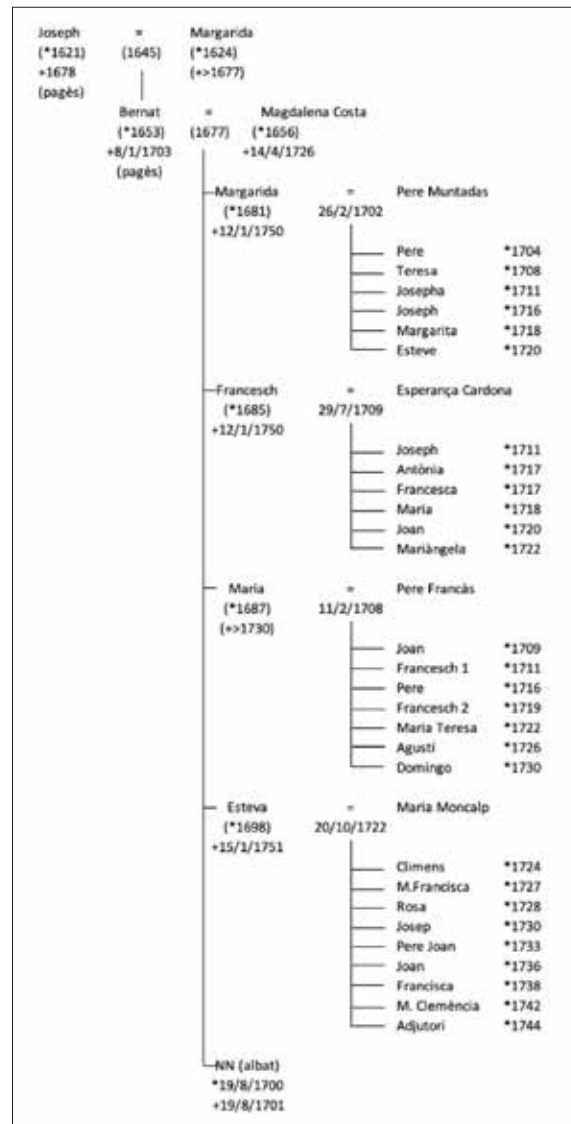 Joseph = Margarida
(*1621) (1645) (*1624)
+1678 (+>1677)
(pagès)
Bernat = Magdalena Costa
(*1653) (1677) (*1656)
+8/1/1703 +14/4/1726
(pagès)
Margarida = Pere Muntadas
(*1681) 26/2/1702
+12/1/1750
Pere *1704
Teresa *1708
Josepha *1711
Joseph *1716
Margarita *1718
Esteve *1720
Francesch = Esperança Cardona
(*1685) 29/7/1709
+12/1/1750
Joseph *1711
Antònia *1717
Francesca *1717
Maria *1718
Joan *1720
Mariàngela *1722
Maria = Pere Francàs
(*1687) 11/2/1708
(+>1730)
Joan *1709
Francesch 1 *1711
Pere *1716
Francesch 2 *1719
Maria Teresa *1722
Agustí *1726
Domingo *1730
Esteva = Maria Moncalp
(*1698) 20/10/1722
+15/1/1751
Climens *1724
M.Francisca *1727
Rosa *1728
Josep *1730
Pere Joan *1733
Joan *1736
Francisca *1738
M. Clemència *1742
Adjutori *1744
NN (albat)
*19/8/1700
+19/8/1701